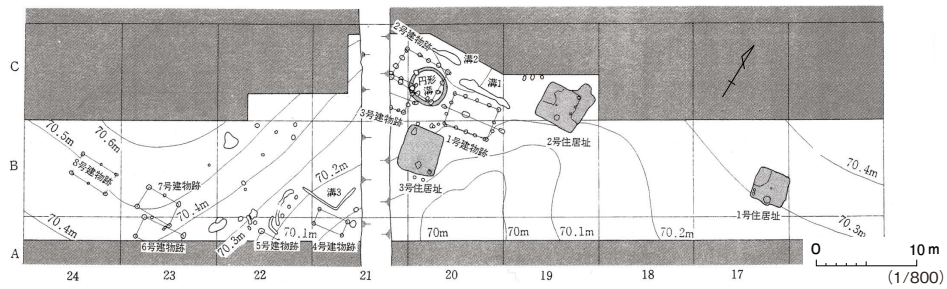 C
B
A
24
23
22
21
20
19
18
17
2号建物跡
溝2
溝1
円形
溝
3号建物跡
1号建物跡
2号住居址
3号住居址
1号住居址
70.5m
70.6m
8号建物跡
7号建物跡
70.4m
70.2m
溝3
70.4m
6号建物跡
70.3m
5号建物跡
70.1m
4号建物跡
70m
70m
70.1m
70.2m
70.4m
70.3m
0 10 m
(1/800)